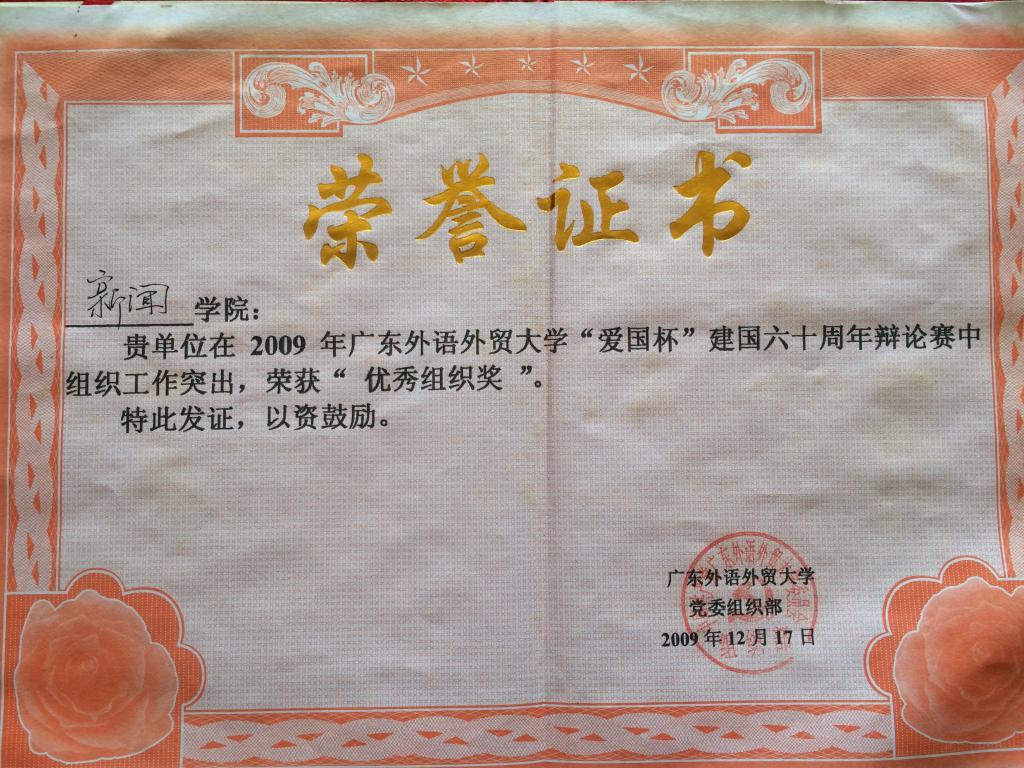 荣誉证书
新闻学院:
贵单位在 2009 年广东外语外贸大学“爱国杯”建国六十周年辩论赛中
组织工作突出，荣获“ 优秀组织奖 ”。
特此发证，以资鼓励。
广东外语外贸大学
党委组织部
2009 年 12 月 17 日